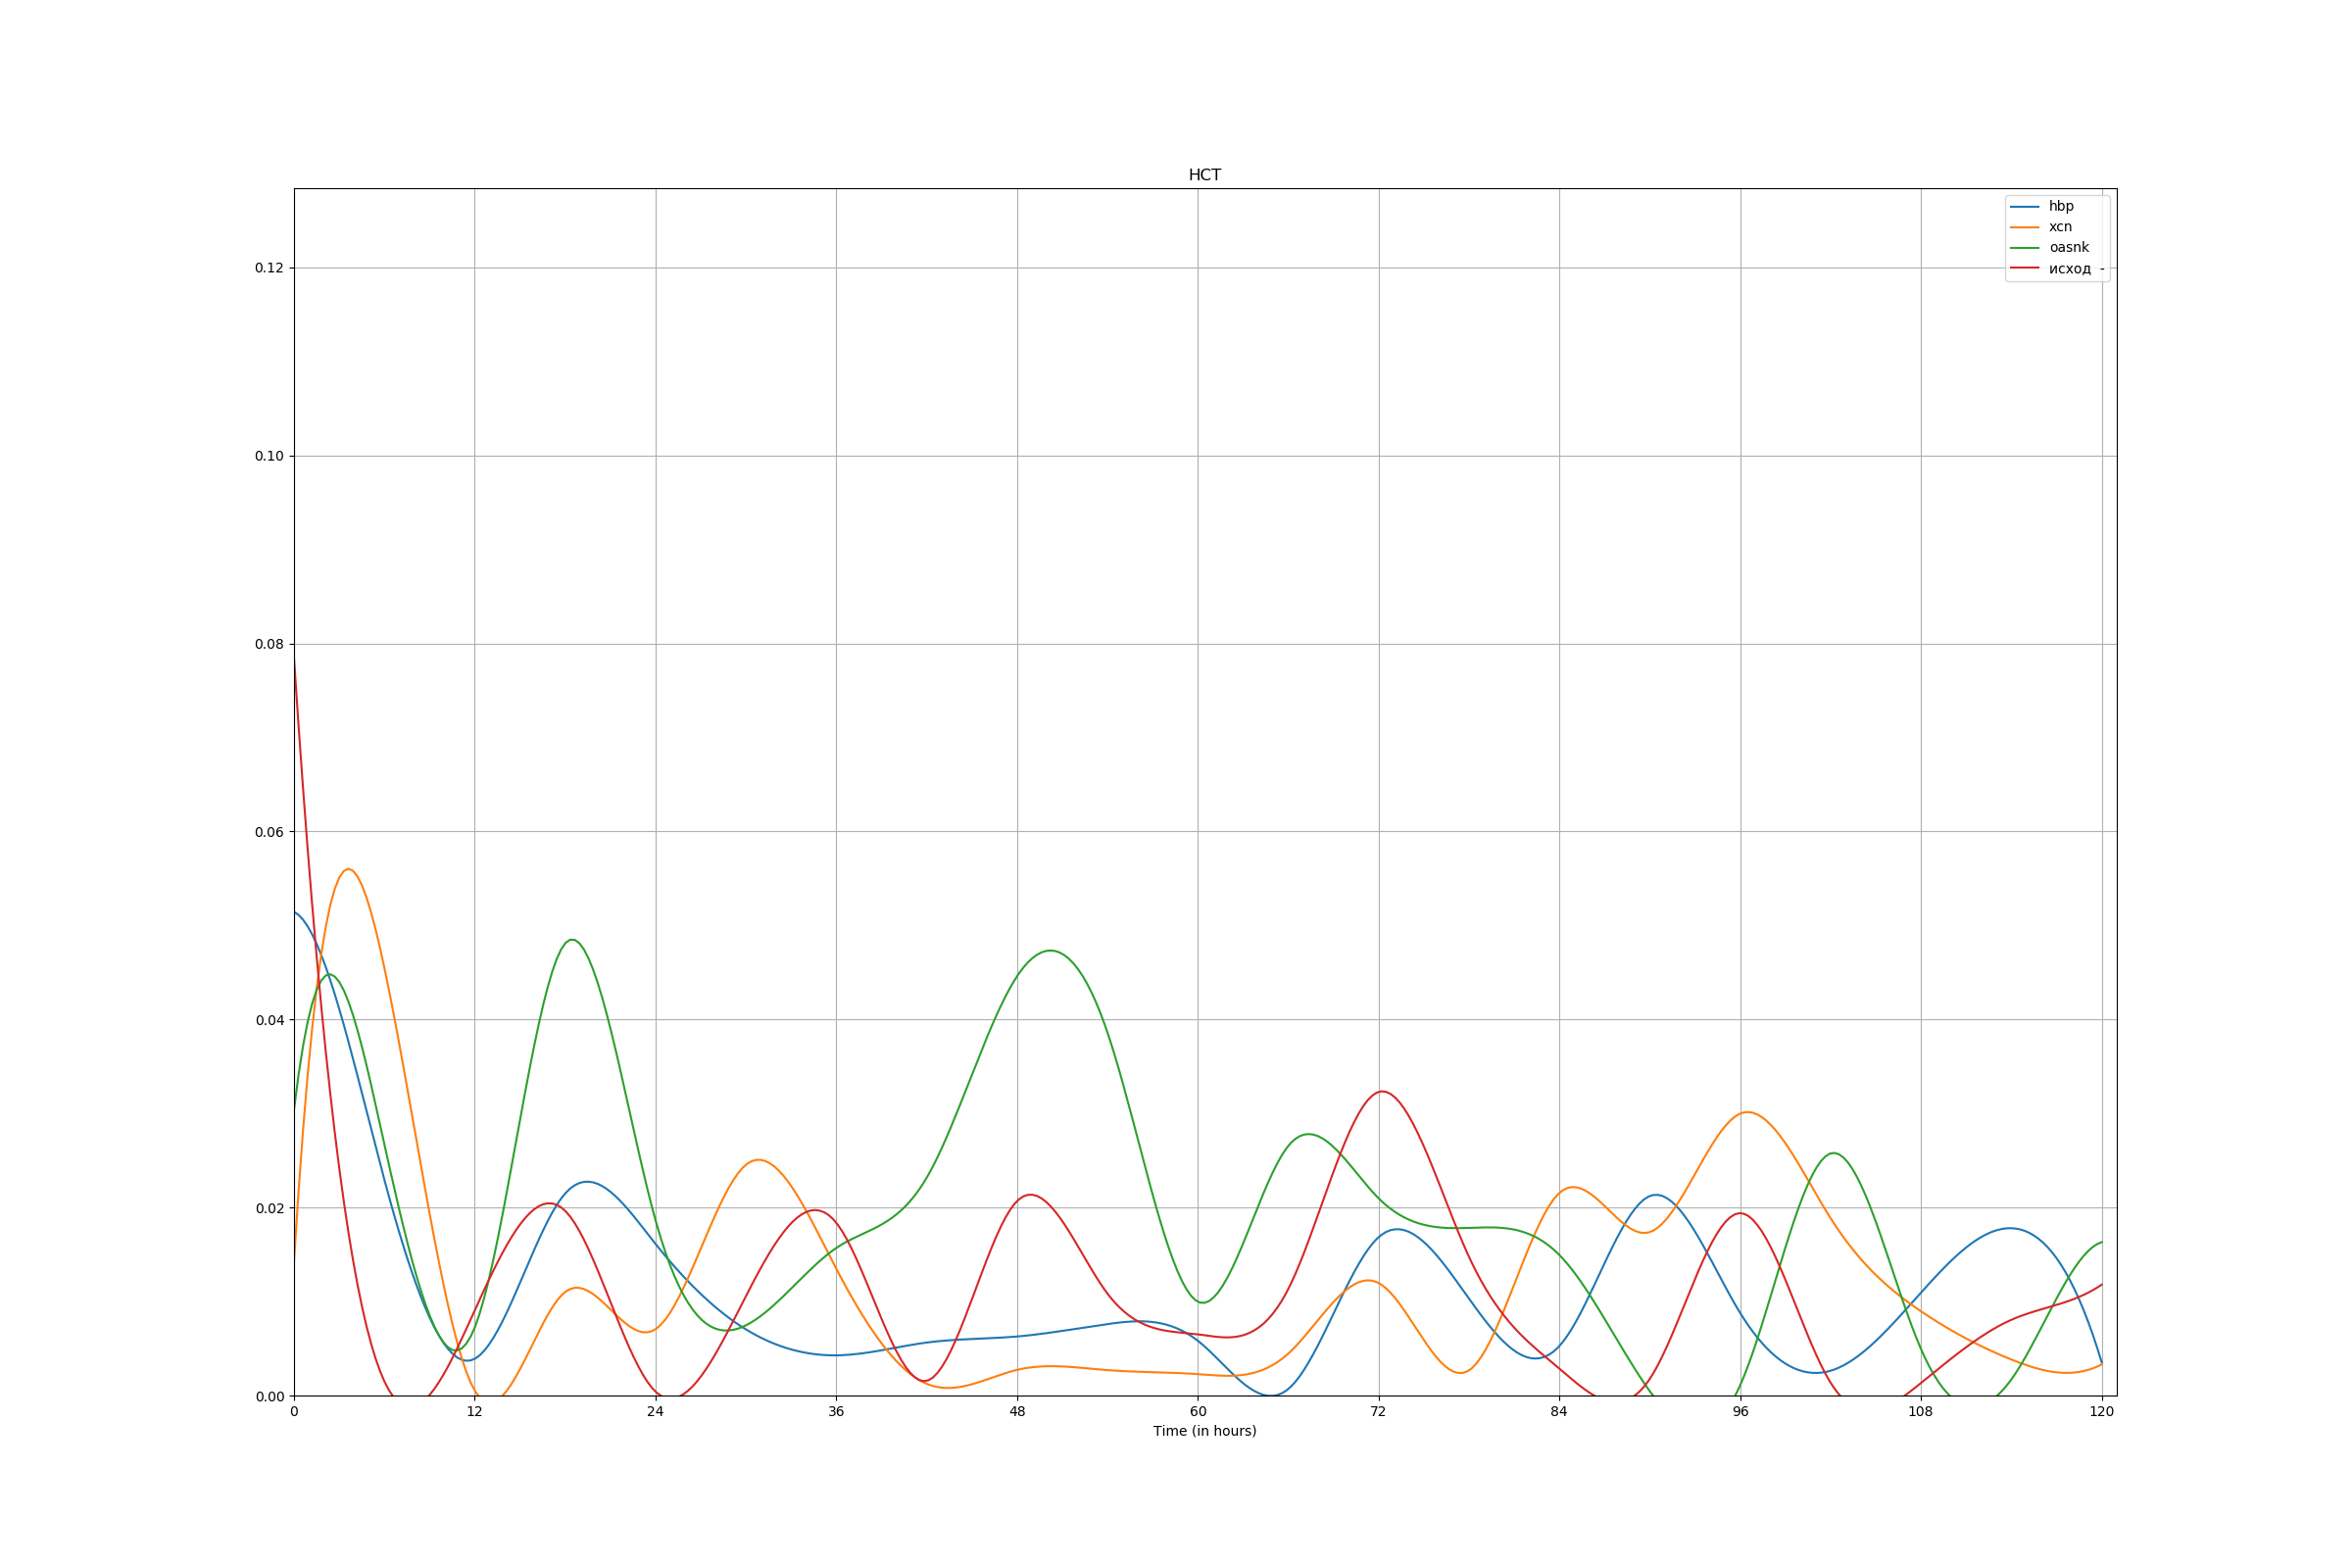 HCT
hbp
xcn
oasnk
исход -
0.12
0.10
0.08
0.06
0.04
0.02
0.00
0 12 24 36 48 60 72 84 96 108 120
Time (in hours)